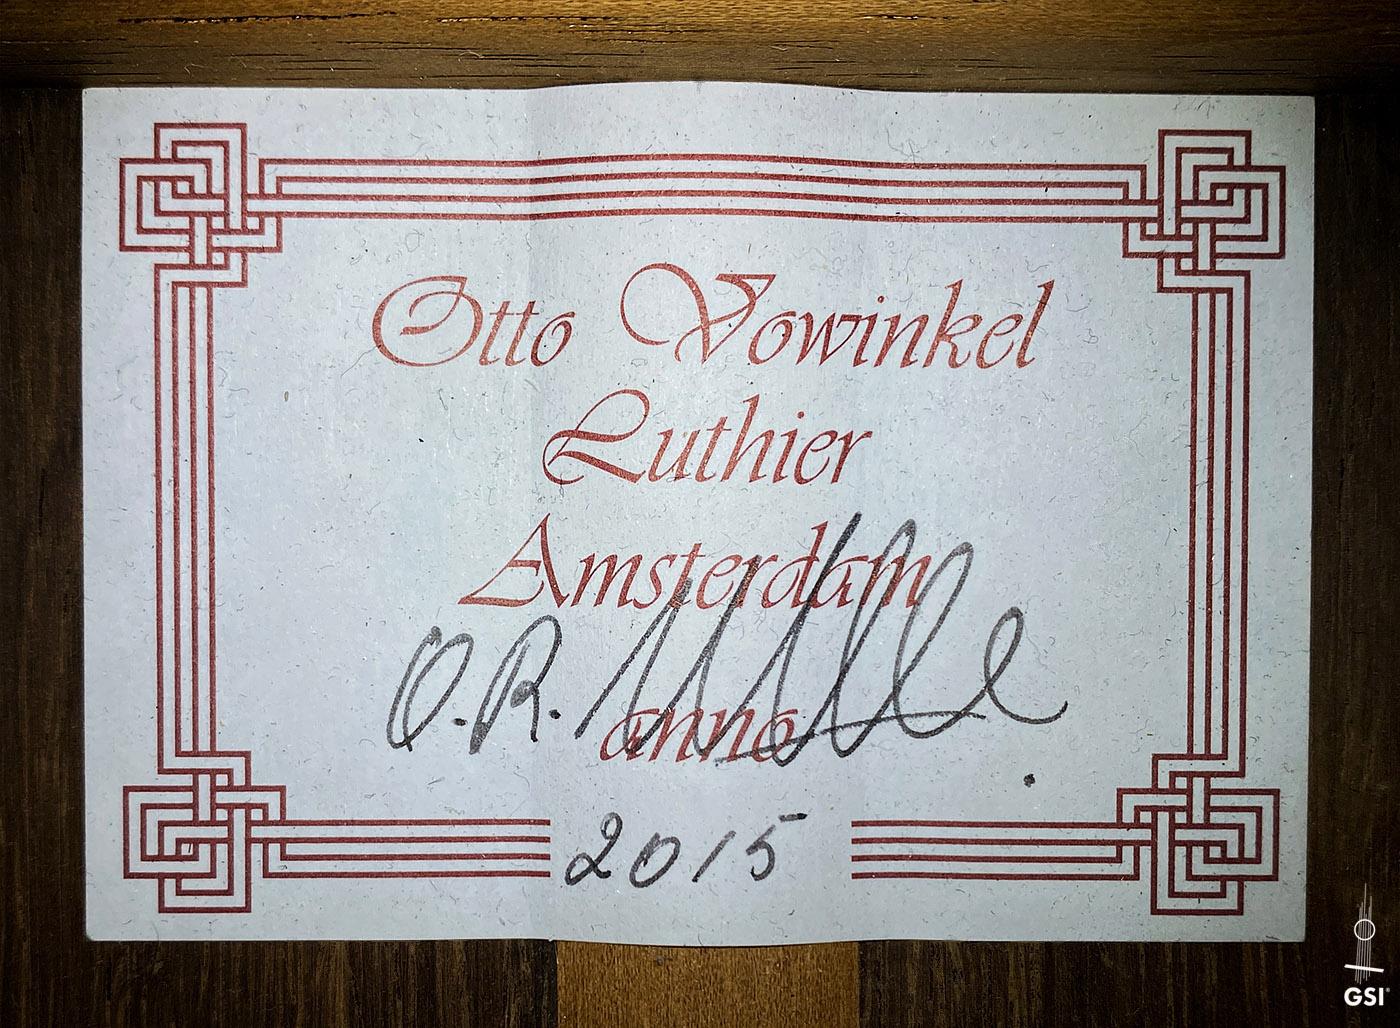 Otto Vowinkel
Luthier
Amsterdam
O. R.
anno
2015
GSI®